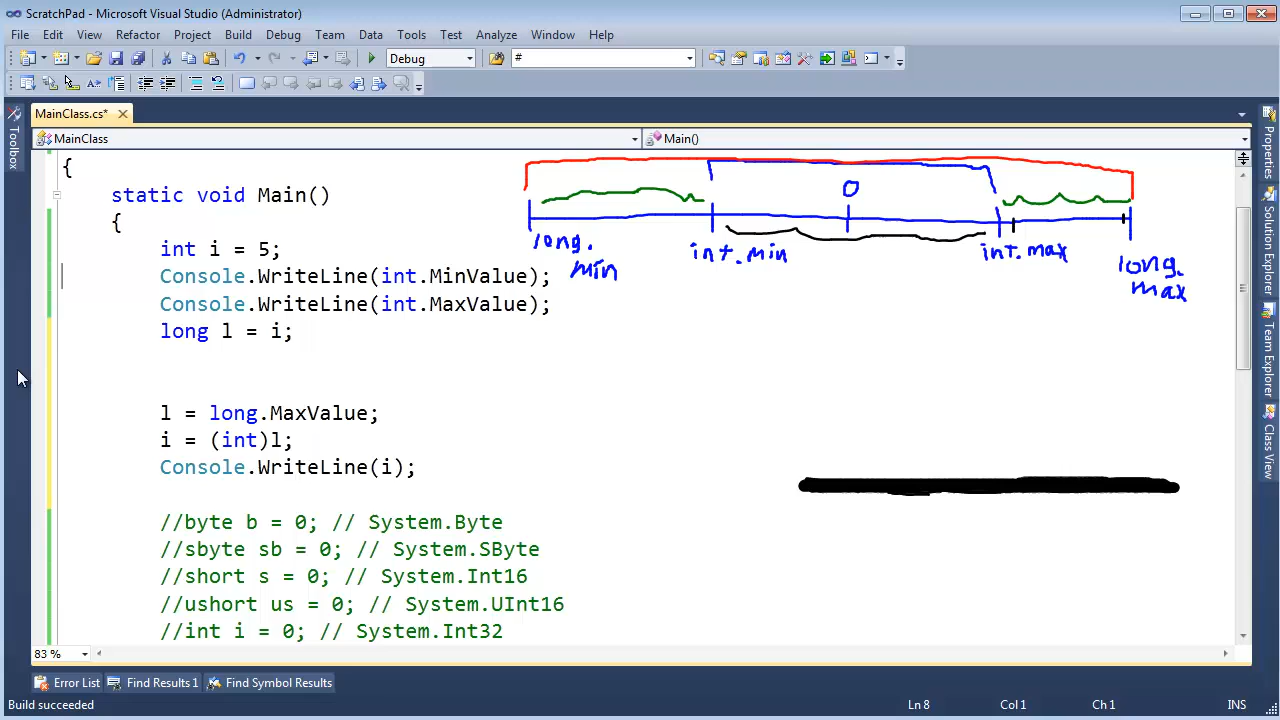 ScratchPad - Microsoft Visual Studio (Administrator)
File Edit View Refactor Project Build Debug Team Data Tools Test Analyze Window Help
Debug #
MainClass.cs*
MainClass Main()
Toolbox
Properties
Solution Explorer
Team Explorer
Class View
{
static void Main()
{
int i = 5;
Console.WriteLine(int.MinValue);
Console.WriteLine(int.MaxValue);
long l = i;
l = long.MaxValue;
i = (int)l;
Console.WriteLine(i);
//byte b = 0; // System.Byte
//sbyte sb = 0; // System.SByte
//short s = 0; // System.Int16
//ushort us = 0; // System.UInt16
//int i = 0; // System.Int32
0
long.
min
int.min
int.max
long.
max
83 %
Error List Find Results 1 Find Symbol Results
Build succeeded Ln 8 Col 1 Ch 1 INS